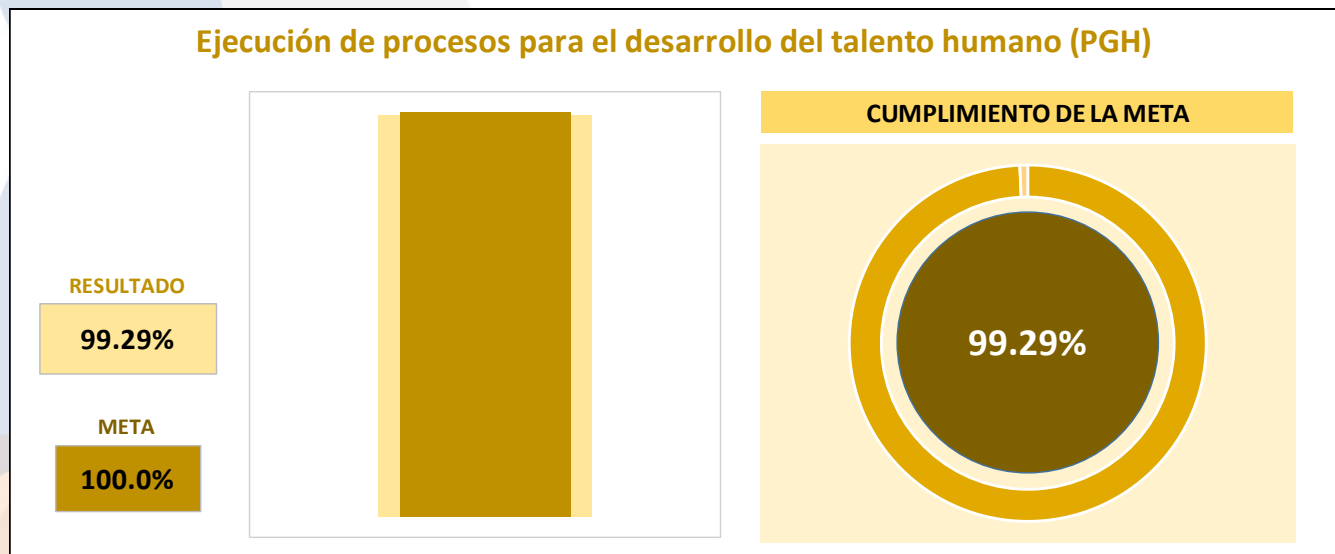 Ejecución de procesos para el desarrollo del talento humano (PGH)
RESULTADO
99.29%
META
100.0%
CUMPLIMIENTO DE LA META
99.29%